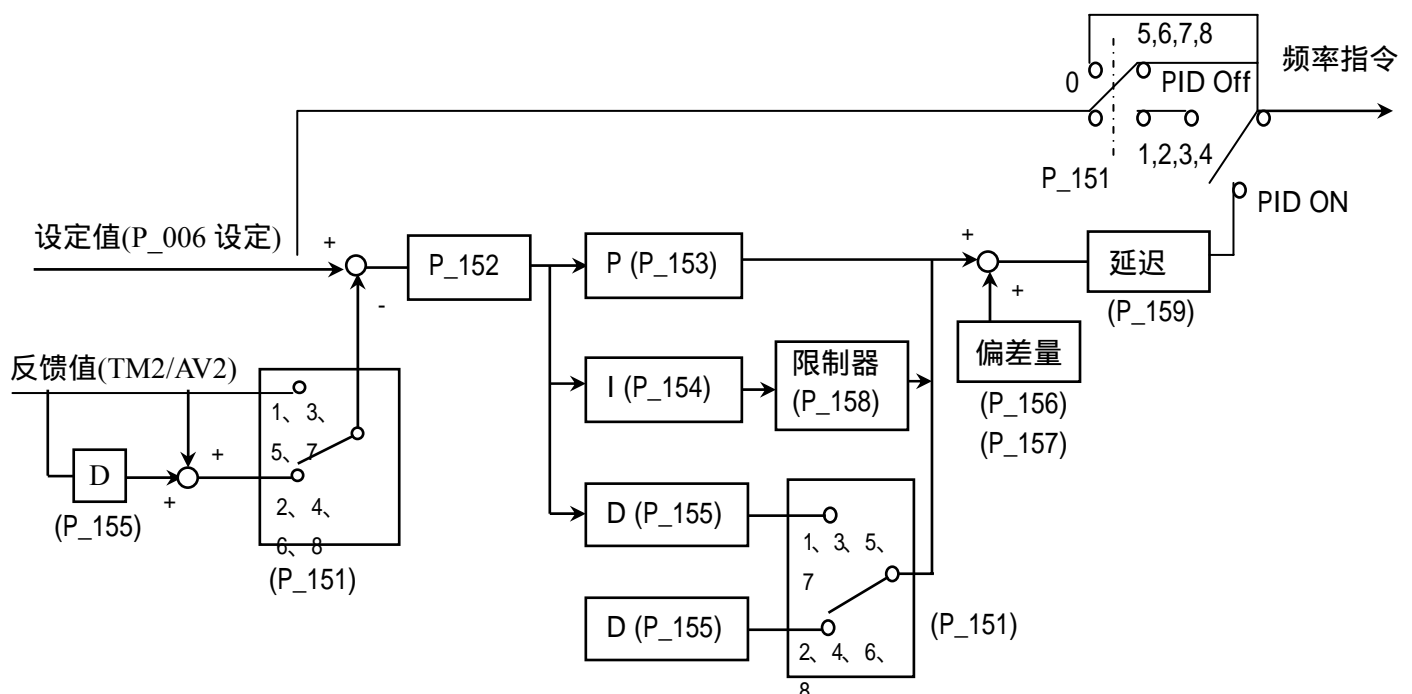 5,6,7,8
频率指令
0
PID Off
1,2,3,4
P_151
PID ON
设定值(P_006 设定)
+
-
P_152
P (P_153)
+
+
延迟
(P_159)
偏差量
(P_156)
(P_157)
反馈值(TM2/AV2)
D
(P_155)
+
+
1、3、
5、7
2、4、
6、8
(P_151)
I (P_154)
限制器
(P_158)
D (P_155)
D (P_155)
1、3、5、
7
2、4、6、
8
(P_151)